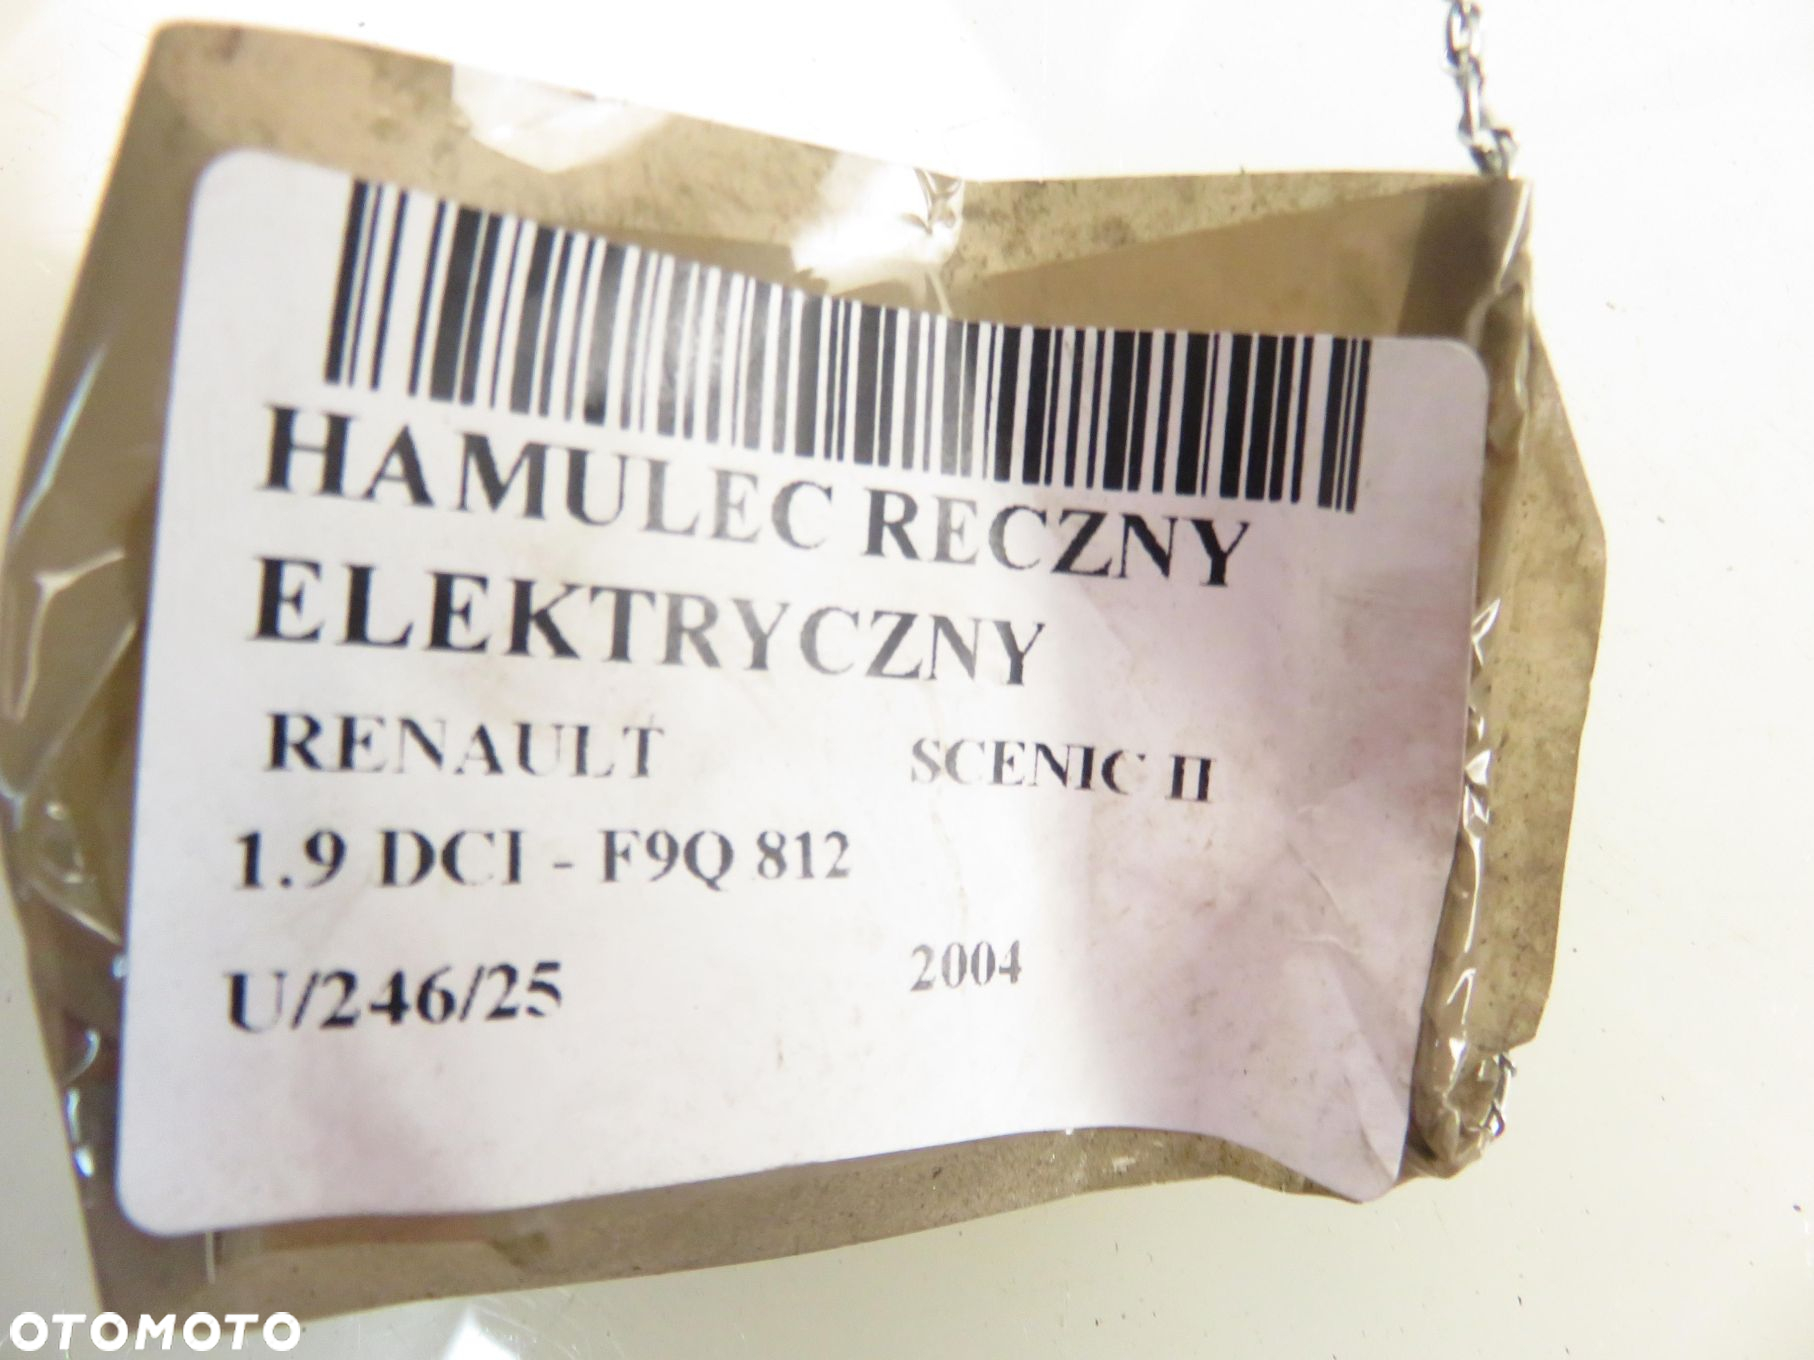 HAMULEC RECZNY
ELEKTRYCZNY
RENAULT SCENIC II
1.9 DCI - F9Q 812
U/246/25 2004
OTOMOTO